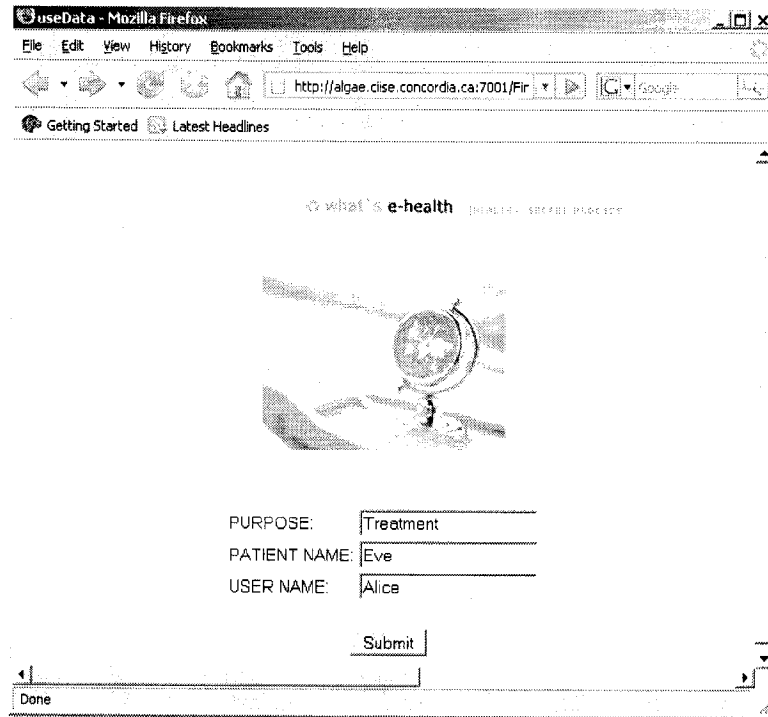 useData - Mozilla Firefox
File Edit View History Bookmarks Tools Help
http://algae.ciise.concordia.ca:7001/Fir G Google
Getting Started Latest Headlines
what`s e-health
PURPOSE: Treatment
PATIENT NAME: Eve
USER NAME: Alice
Submit
Done